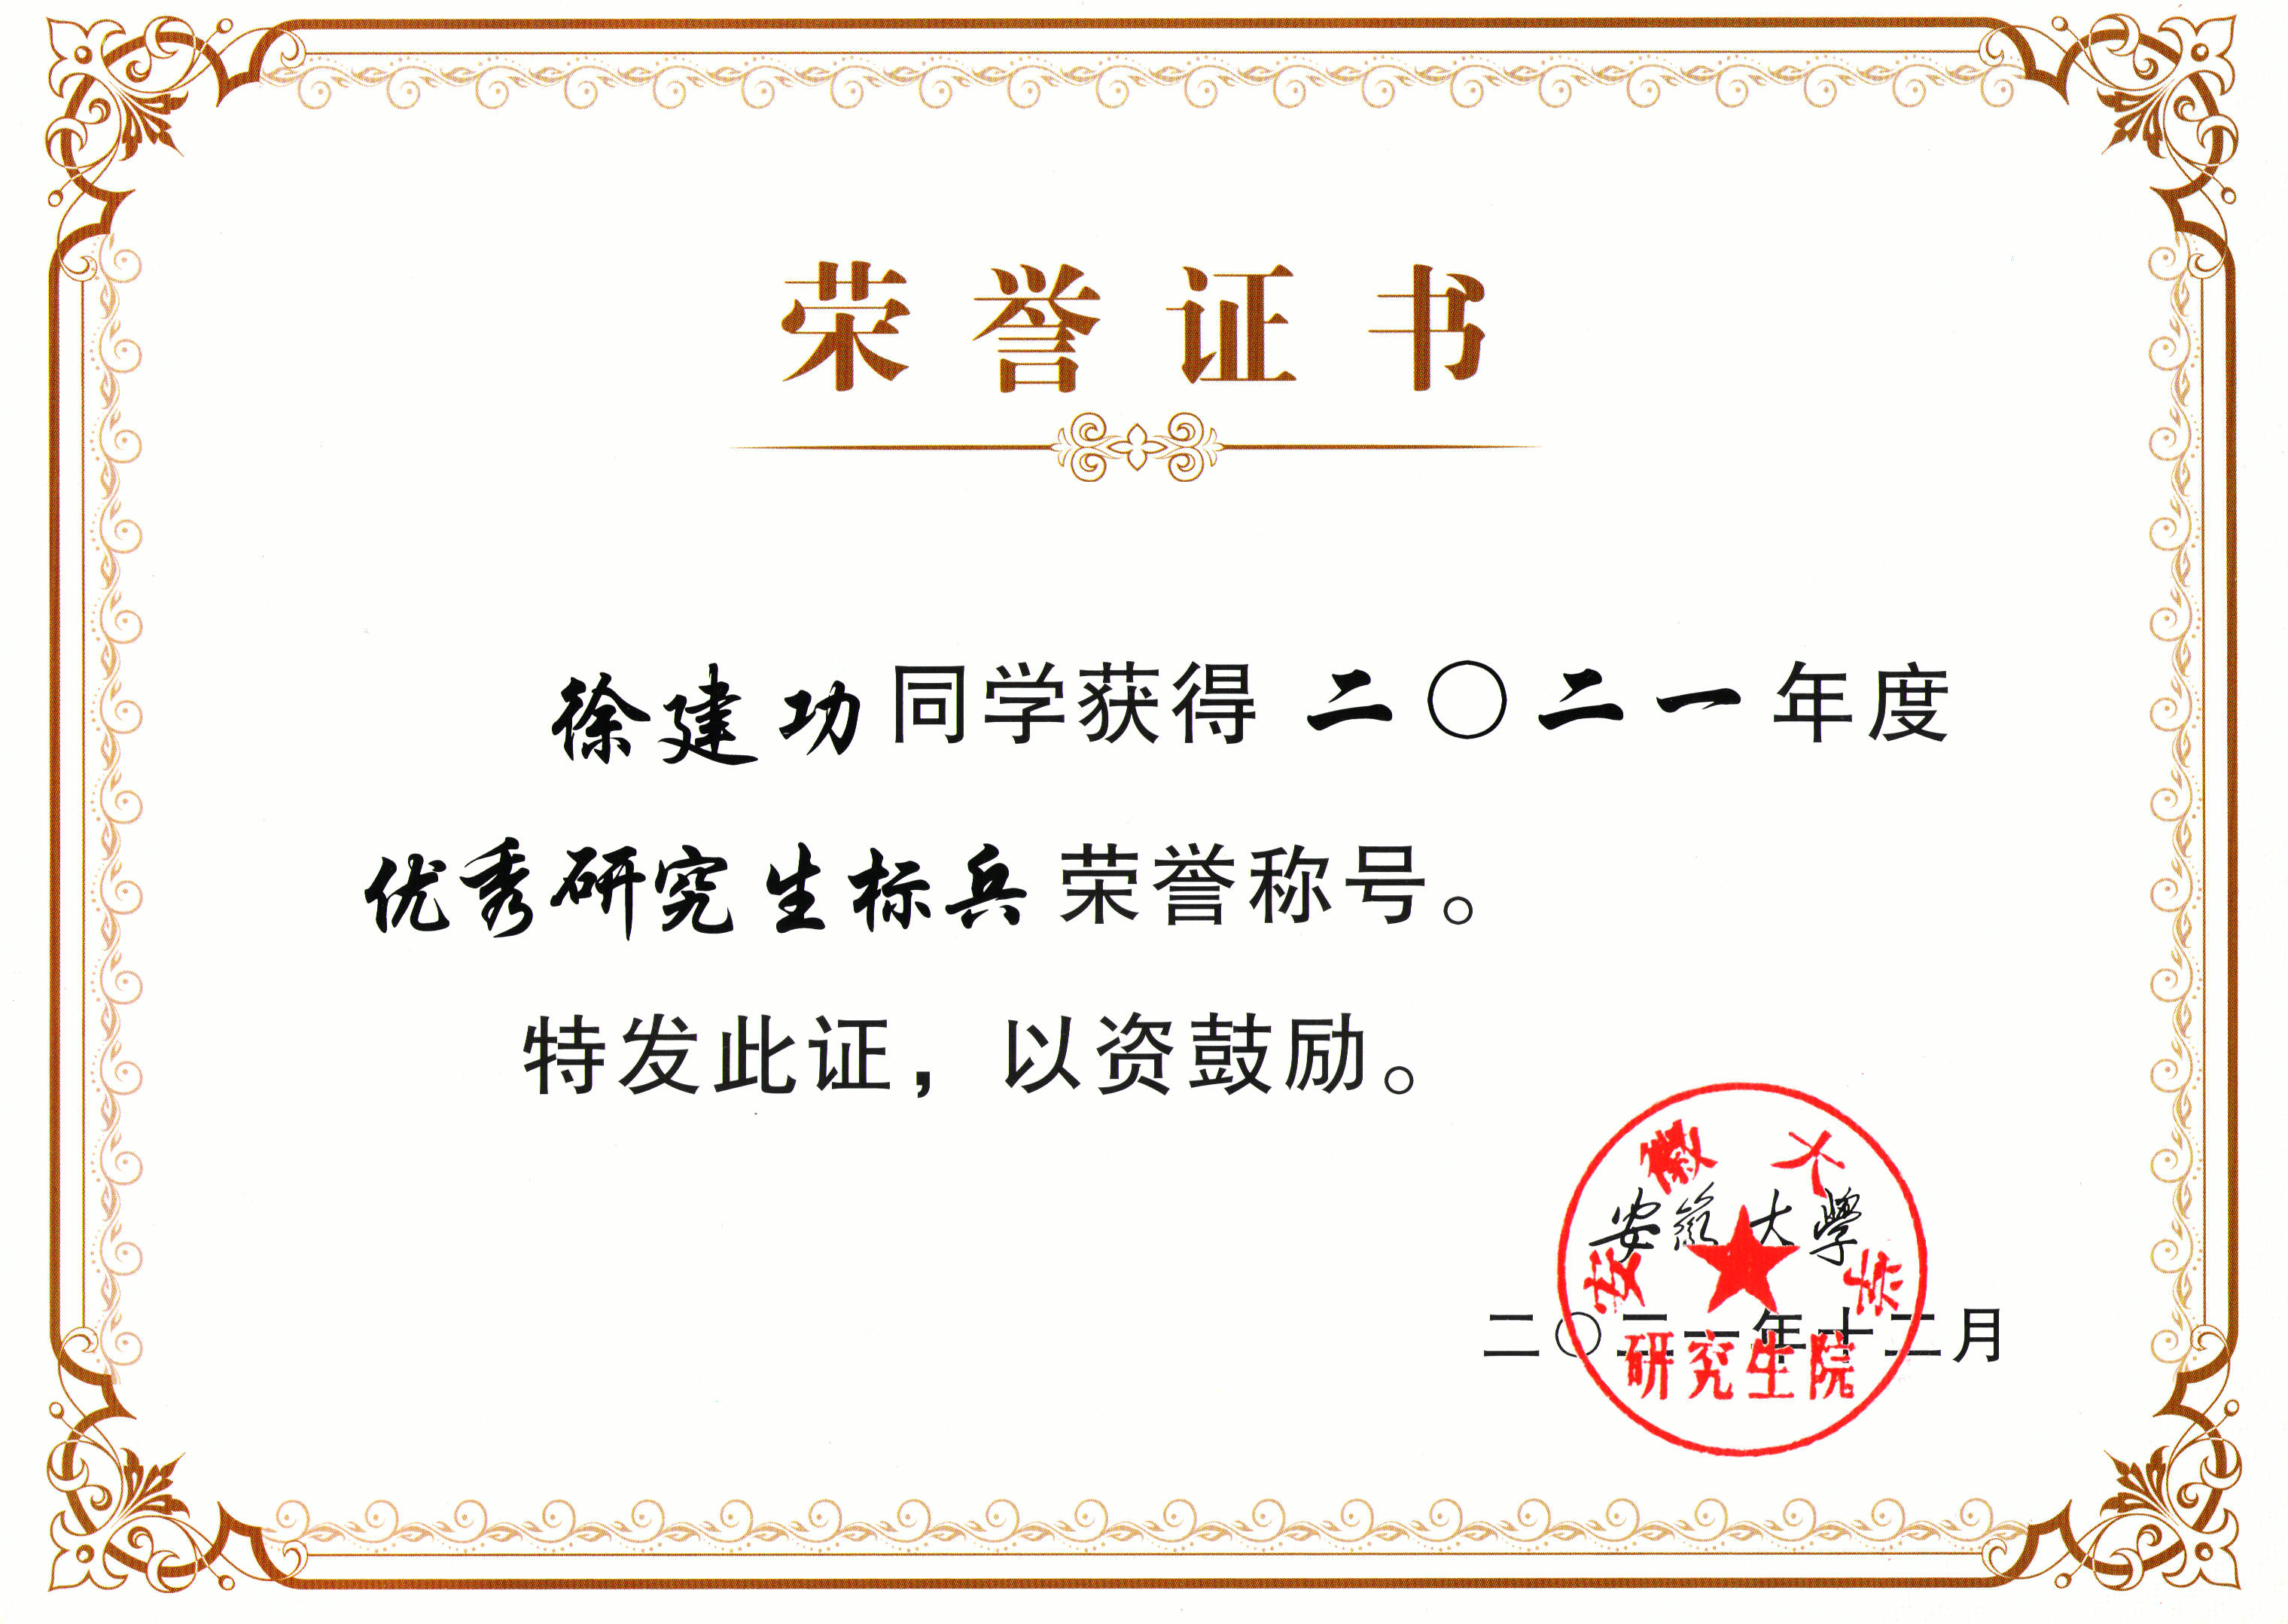 荣誉证书
徐建功同学获得二〇二一年度
优秀研究生标兵荣誉称号。
特发此证，以资鼓励。
安徽大学
安徽大学
二〇二一年十二月
研究生院